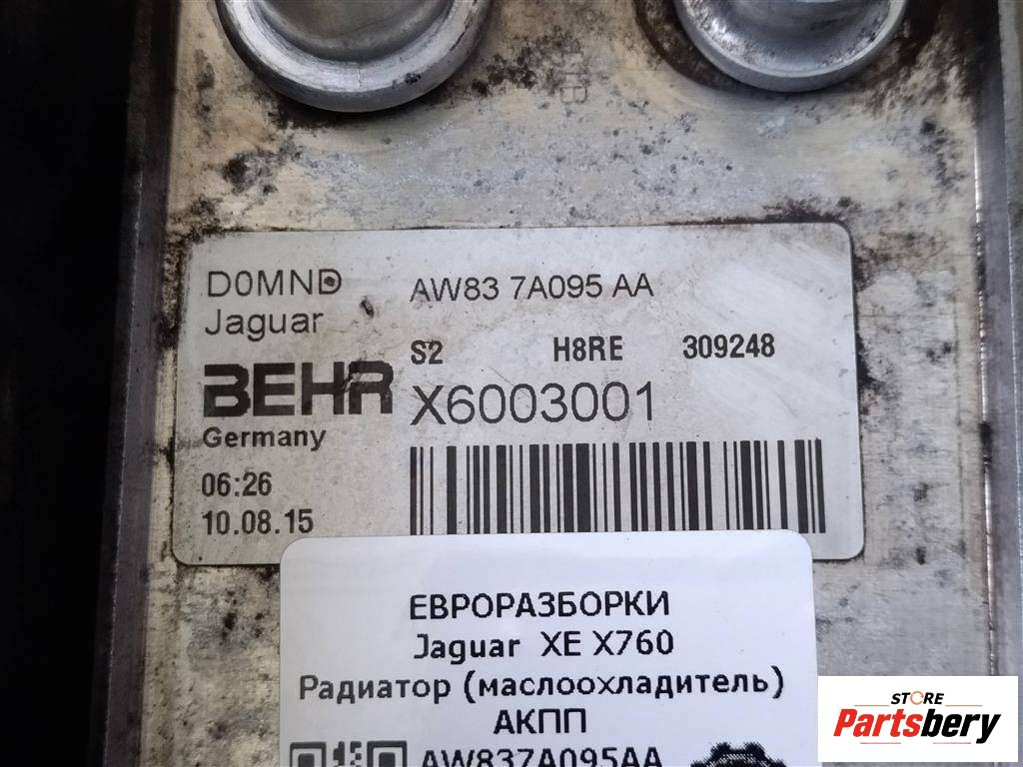 D0MND
AW83 7A095 AA
Jaguar
S2 H8RE 309248
BEHR
X6003001
Germany
06:26
10.08.15
ЕВРОРАЗБОРКИ
Jaguar XE X760
Радиатор (маслоохладитель)
АКПП
AW837A095AA
STORE
Partsbery